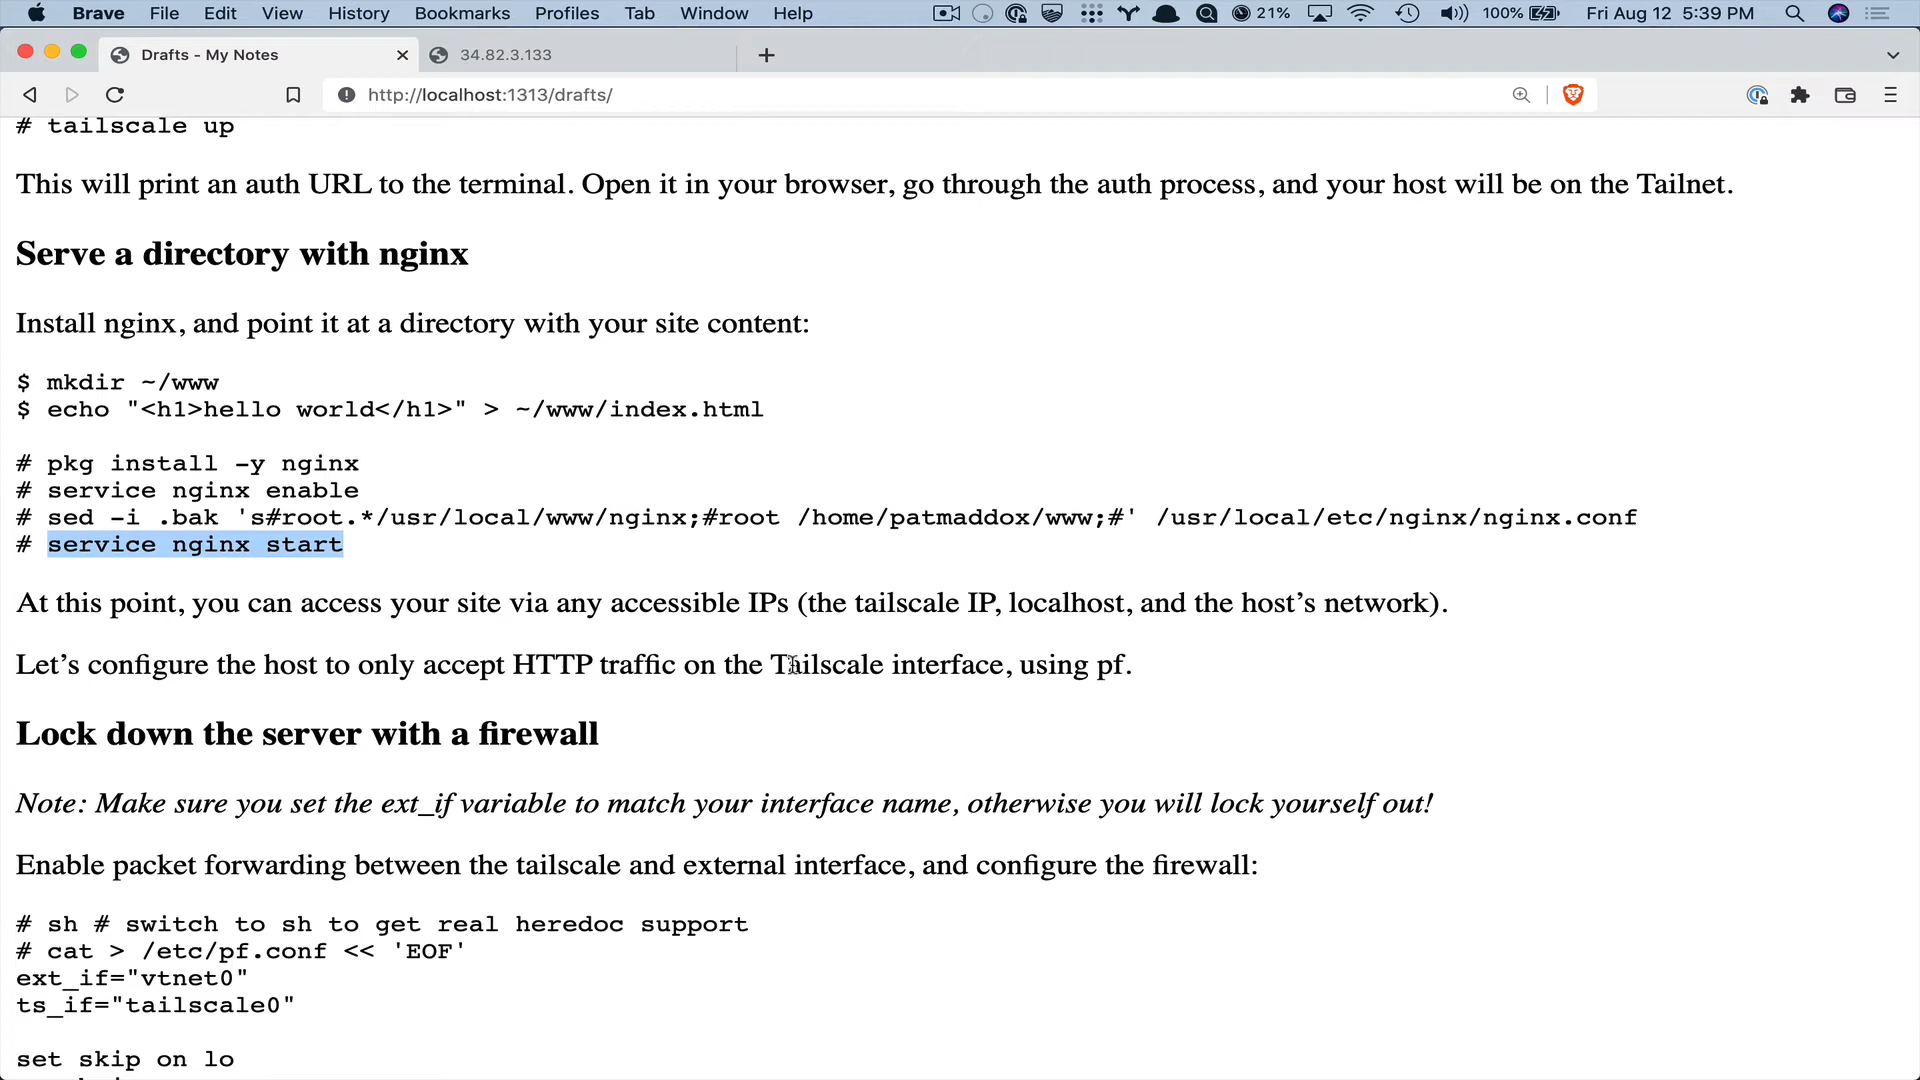 Brave File Edit View History Bookmarks Profiles Tab Window Help 21% 100% Fri Aug 12 5:39 PM
Drafts - My Notes 34.82.3.133
http://localhost:1313/drafts/
# tailscale up
This will print an auth URL to the terminal. Open it in your browser, go through the auth process, and your host will be on the Tailnet.
Serve a directory with nginx
Install nginx, and point it at a directory with your site content:
$ mkdir ~/www
$ echo "<h1>hello world</h1>" > ~/www/index.html
# pkg install -y nginx
# service nginx enable
# sed -i .bak 's#root.*/usr/local/www/nginx;#root /home/patmaddox/www;#' /usr/local/etc/nginx/nginx.conf
# service nginx start
At this point, you can access your site via any accessible IPs (the tailscale IP, localhost, and the host’s network).
Let’s configure the host to only accept HTTP traffic on the Tailscale interface, using pf.
Lock down the server with a firewall
Note: Make sure you set the ext_if variable to match your interface name, otherwise you will lock yourself out!
Enable packet forwarding between the tailscale and external interface, and configure the firewall:
# sh # switch to sh to get real heredoc support
# cat > /etc/pf.conf << 'EOF'
ext_if="vtnet0"
ts_if="tailscale0"
set skip on lo